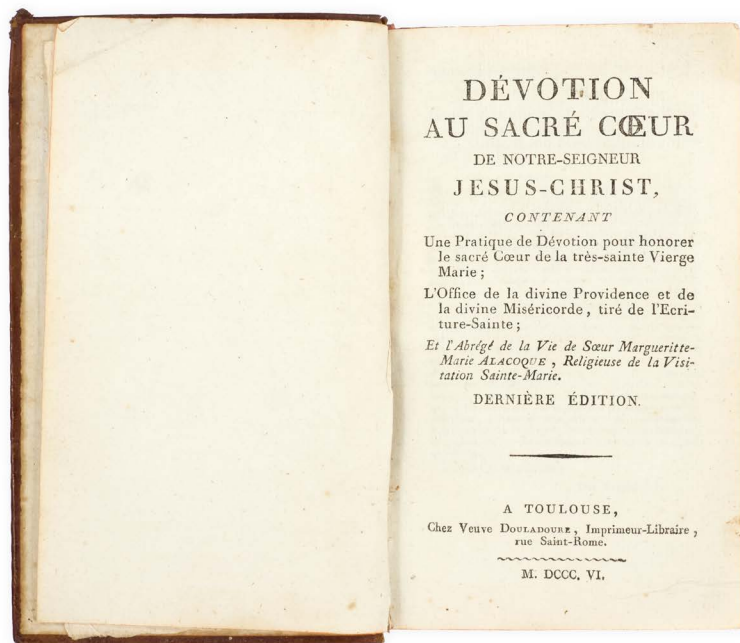 DÉVOTION
AU SACRÉ CŒUR
DE NOTRE-SEIGNEUR
JESUS-CHRIST,
CONTENANT
Une Pratique de Dévotion pour honorer
le sacré Cœur de la très-sainte Vierge
Marie ;
L'Office de la divine Providence et de
la divine Miséricorde, tiré de l'Ecri-
ture-Sainte ;
Et l'Abrégé de la Vie de Sœur Margueritte-
Marie ALACOQUE, Religieuse de la Visi-
tation Sainte-Marie.
DERNIÈRE ÉDITION.
A TOULOUSE,
Chez Veuve DOULADOURE, Imprimeur-Libraire,
rue Saint-Rome.
M. DCCC. VI.